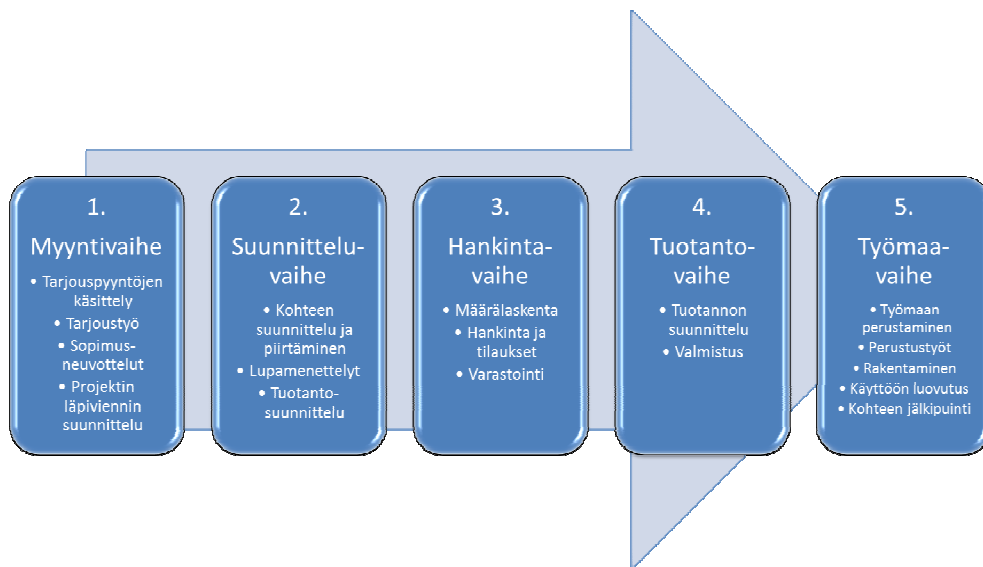 1.
Myyntivaihe
• Tarjouspyyntöjen
käsittely
• Tarjoustyö
• Sopimus-
neuvottelut
• Projektin
läpiviennin
suunnittelu
2.
Suunnittelu-
vaihe
• Kohteen
suunnittelu ja
piirtäminen
• Lupamenettelyt
• Tuotanto-
suunnittelu
3.
Hankinta-
vaihe
• Määrälaskenta
• Hankinta ja
tilaukset
• Varastointi
4.
Tuotanto-
vaihe
• Tuotannon
suunnittelu
• Valmistus
5.
Työmaa-
vaihe
• Työmaan
perustaminen
• Perustustyöt
• Rakentaminen
• Käyttöön luovutus
• Kohteen jälkipuinti